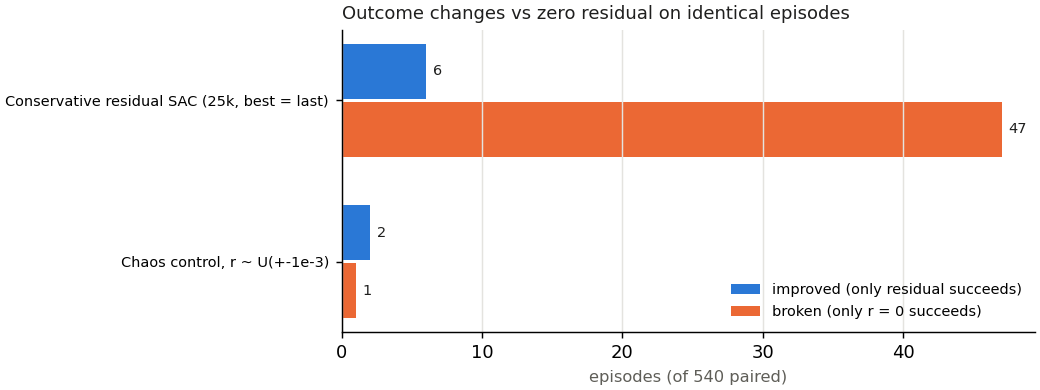 Outcome changes vs zero residual on identical episodes
Conservative residual SAC (25k, best = last)
6
47
Chaos control, r ~ U(+-1e-3)
2
1
improved (only residual succeeds)
broken (only r = 0 succeeds)
0 10 20 30 40
episodes (of 540 paired)